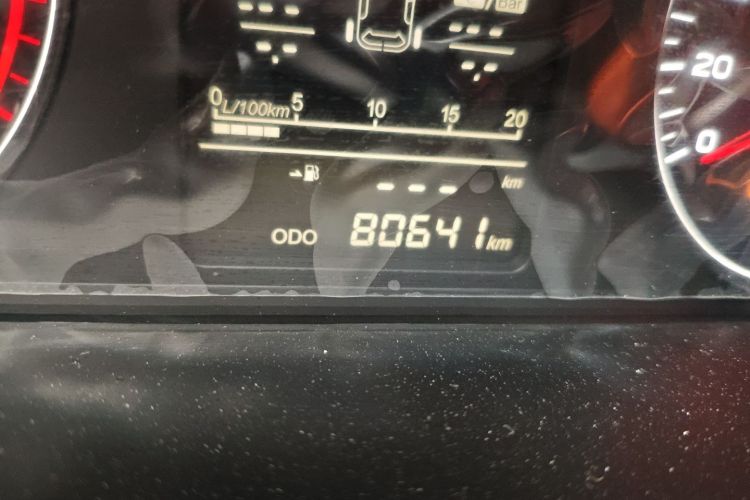 Bar
--- ---
-.- -.-
0 L/100km 5 10 15 20
--- km
ODO 80641 km
20
0